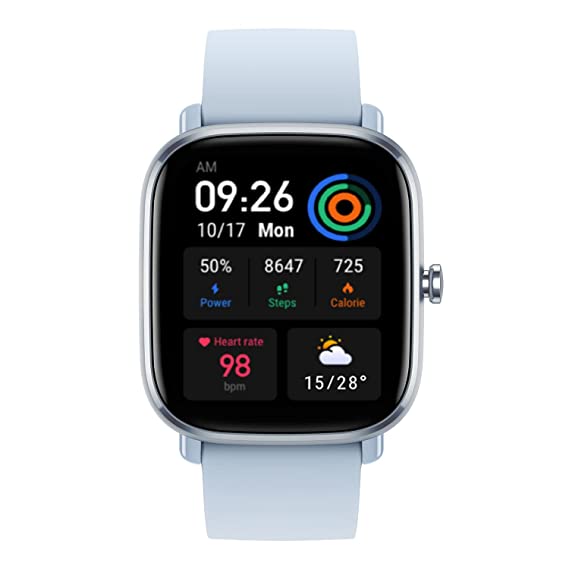 AM
09:26
10/17 Mon
50% 8647 725
Power Steps Calorie
Heart rate
98
bpm
15/28°